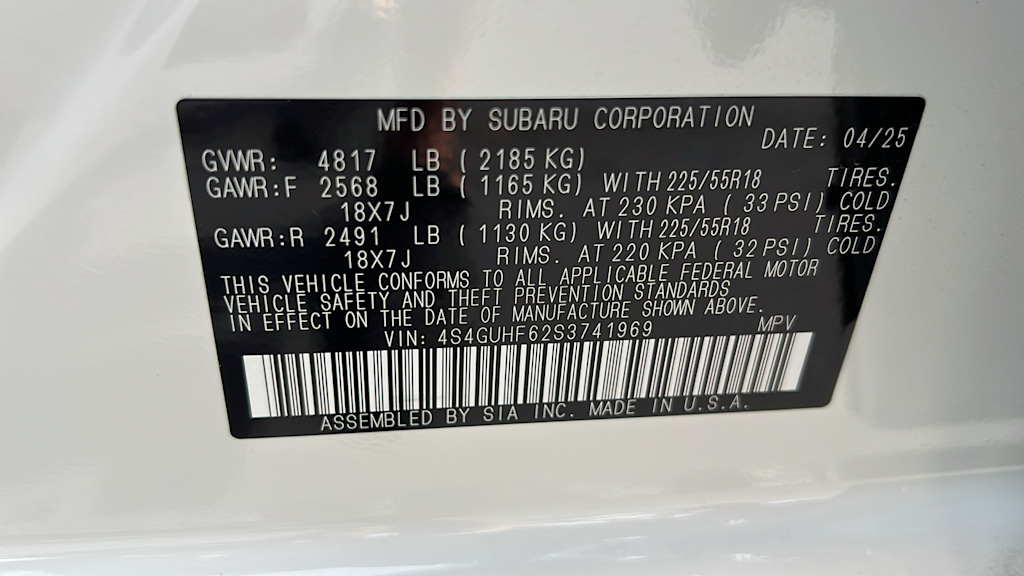 MFD BY SUBARU CORPORATION
DATE: 04/25
GVWR: 4817 LB ( 2185 KG)
GAWR:F 2568 LB ( 1165 KG) WITH 225/55R18 TIRES.
18X7J RIMS. AT 230 KPA ( 33 PSI) COLD
GAWR:R 2491 LB ( 1130 KG) WITH 225/55R18 TIRES.
18X7J RIMS. AT 220 KPA ( 32 PSI) COLD
THIS VEHICLE CONFORMS TO ALL APPLICABLE FEDERAL MOTOR
VEHICLE SAFETY AND THEFT PREVENTION STANDARDS
IN EFFECT ON THE DATE OF MANUFACTURE SHOWN ABOVE.
VIN: 4S4GUHF62S3741969 MPV
ASSEMBLED BY SIA INC. MADE IN U.S.A.